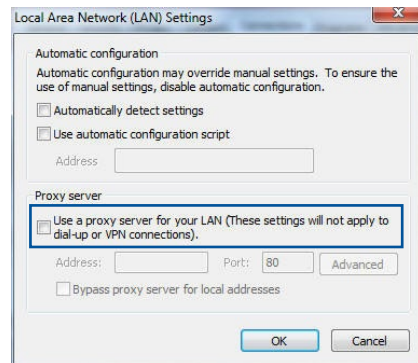 Local Area Network (LAN) Settings
Automatic configuration
Automatic configuration may override manual settings. To ensure the
use of manual settings, disable automatic configuration.
Automatically detect settings
Use automatic configuration script
Address
Proxy server
Use a proxy server for your LAN (These settings will not apply to
dial-up or VPN connections).
Address: Port: 80 Advanced
Bypass proxy server for local addresses
OK Cancel